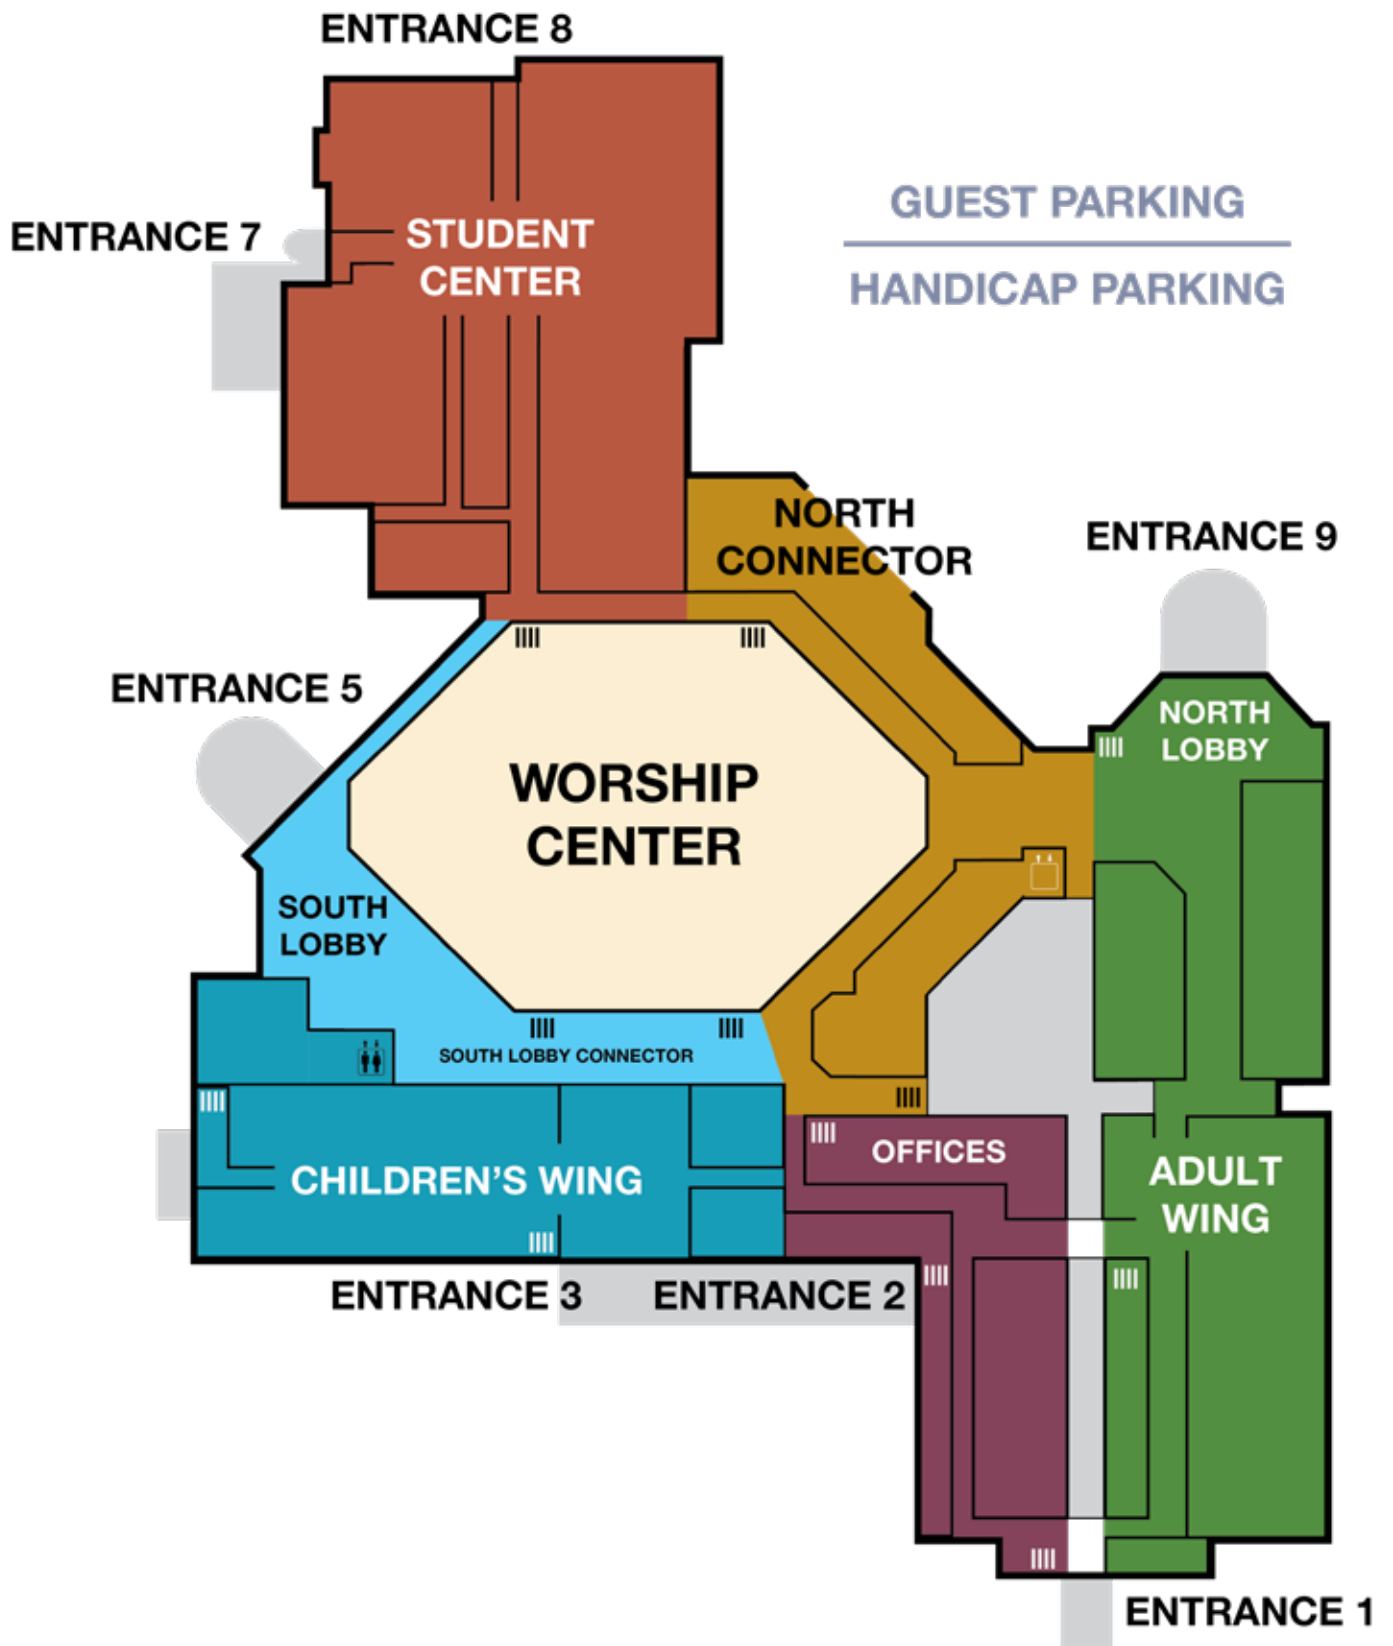 ENTRANCE 8
GUEST PARKING
HANDICAP PARKING
ENTRANCE 7
STUDENT
CENTER
NORTH
CONNECTOR
ENTRANCE 9
ENTRANCE 5
NORTH
LOBBY
WORSHIP
CENTER
SOUTH
LOBBY
SOUTH LOBBY CONNECTOR
OFFICES
CHILDREN'S WING
ADULT
WING
ENTRANCE 3
ENTRANCE 2
ENTRANCE 1